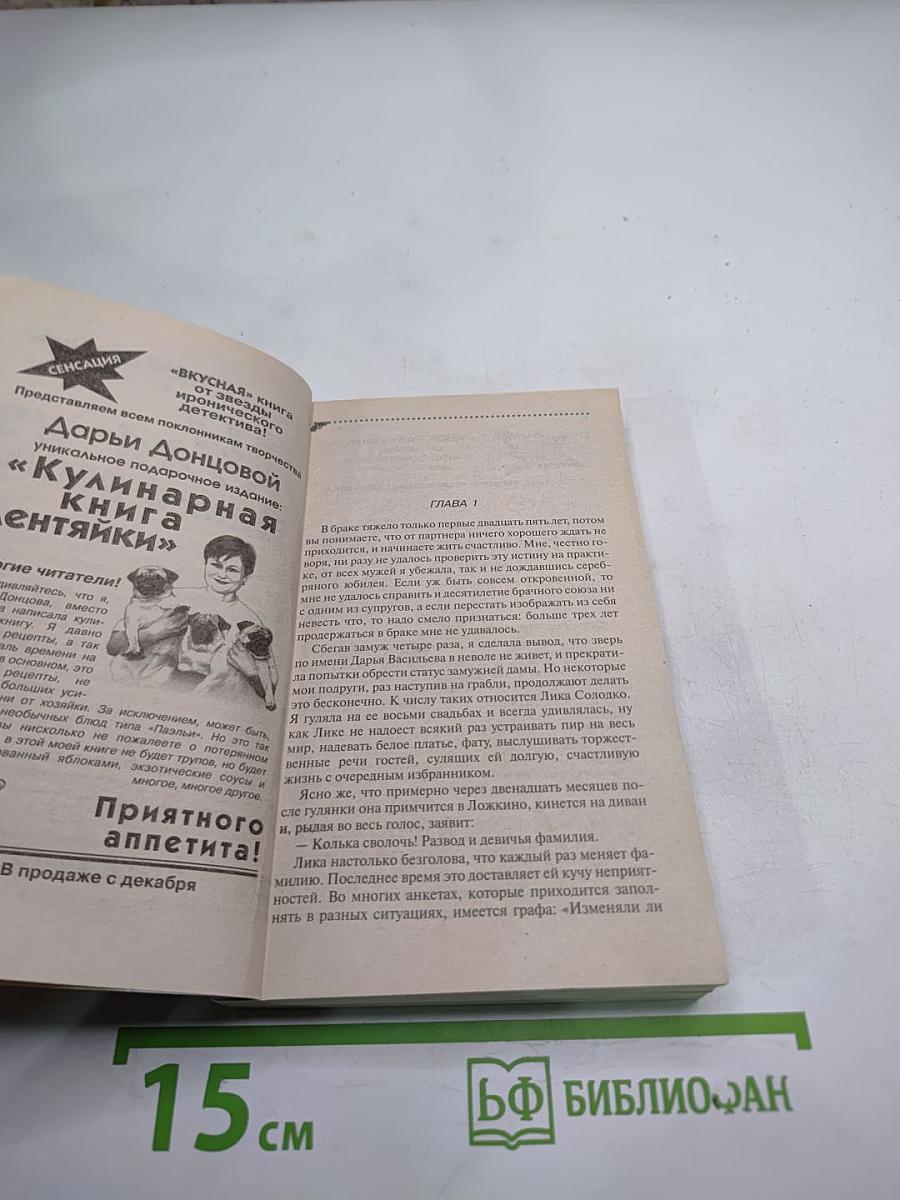 СЕНСАЦИЯ
«ВКУСНАЯ» книга
от звезды
иронического
детектива!
Представляем всем поклонникам творчества
Дарьи Донцовой
уникальное подарочное издание:
«Кулинарная
книга
лентяйки»
огие читатели!
дивляйтесь, что я,
Донцова, вместо
а написала кули-
книгу. Я давно
рецепты, а так
аль времени на
в основном, это
рецепты, не
больших уси-
ни от хозяйки. За исключением, может быть,
необычных блюд типа «Паэльи». Но это так
вы нисколько не пожалеете о потерянном
в этой моей книге не будет трупов, но будет
ованный яблоками, экзотические соусы и
многое, многое другое.
Приятного
аппетита!
В продаже с декабря
ГЛАВА 1
В браке тяжело только первые двадцать пять лет, потом
вы понимаете, что от партнера ничего хорошего ждать не
приходится, и начинаете жить счастливо. Мне, честно го-
воря, ни разу не удалось проверить эту истину на практи-
ке, от всех мужей я убежала, так и не дождавшись сереб-
ряного юбилея. Если уж быть совсем откровенной, то
мне не удалось справить и десятилетие брачного союза ни
с одним из супругов, а если перестать изображать из себя
невесть что, то надо смело признаться: больше трех лет
продержаться в браке мне не удавалось.
Сбегав замуж четыре раза, я сделала вывод, что зверь
по имени Дарья Васильева в неволе не живет, и прекрати-
ла попытки обрести статус замужней дамы. Но некоторые
мои подруги, раз наступив на грабли, продолжают делать
это бесконечно. К числу таких относится Лика Солодко.
Я гуляла на ее восьми свадьбах и всегда удивлялась, ну
как Лике не надоест всякий раз устраивать пир на весь
мир, надевать белое платье, фату, выслушивать торжест-
венные речи гостей, сулящих ей долгую, счастливую
жизнь с очередным избранником.
Ясно же, что примерно через двенадцать месяцев по-
сле гулянки она примчится в Ложкино, кинется на диван
и, рыдая во весь голос, заявит:
— Колька сволочь! Развод и девичья фамилия.
Лика настолько безголова, что каждый раз меняет фа-
милию. Последнее время это доставляет ей кучу неприят-
ностей. Во многих анкетах, которые приходится запол-
нять в разных ситуациях, имеется графа: «Изменяли ли
15 см
БФ БИБЛИОФАН